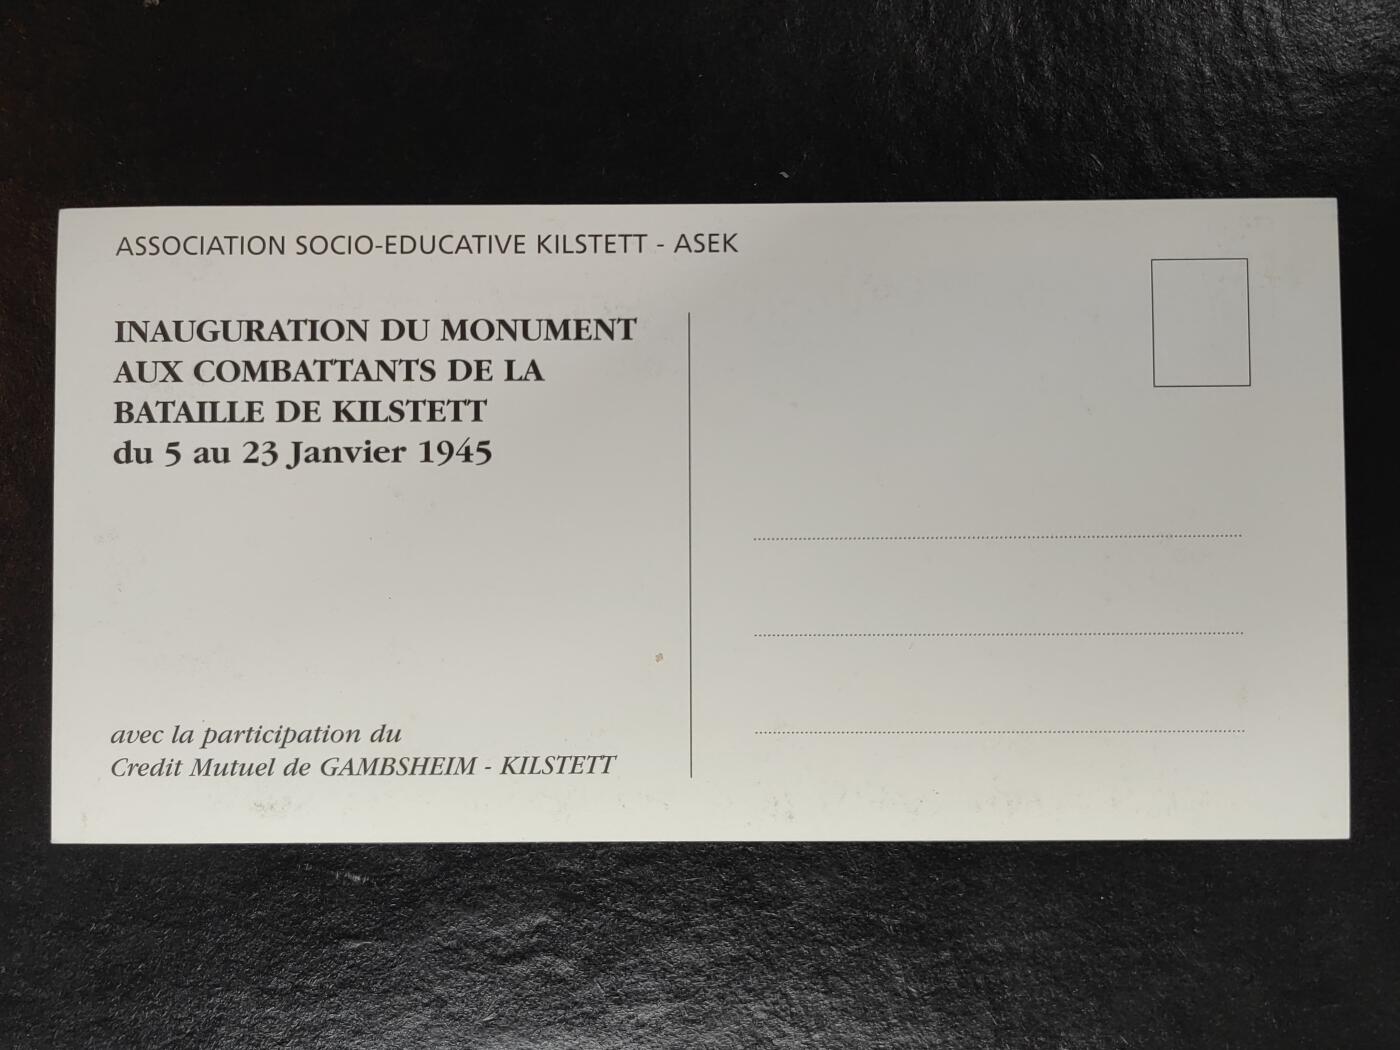 ASSOCIATION SOCIO-EDUCATIVE KILSTETT - ASEK
INAUGURATION DU MONUMENT
AUX COMBATTANTS DE LA
BATAILLE DE KILSTETT
du 5 au 23 Janvier 1945
avec la participation du
Credit Mutuel de GAMBSHEIM - KILSTETT